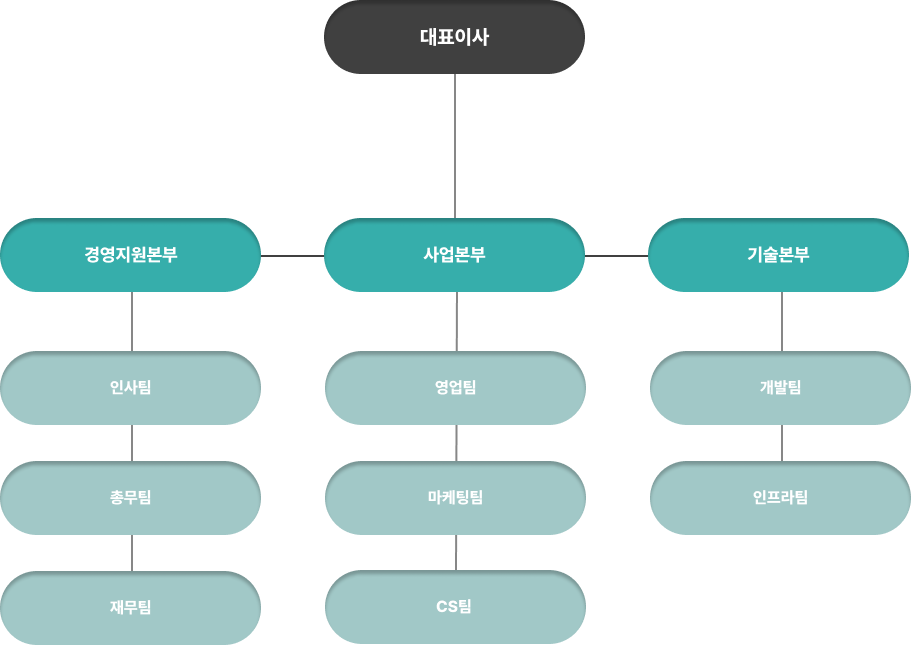 대표이사
경영지원본부
사업본부
기술본부
인사팀
영업팀
개발팀
총무팀
마케팅팀
인프라팀
재무팀
CS팀